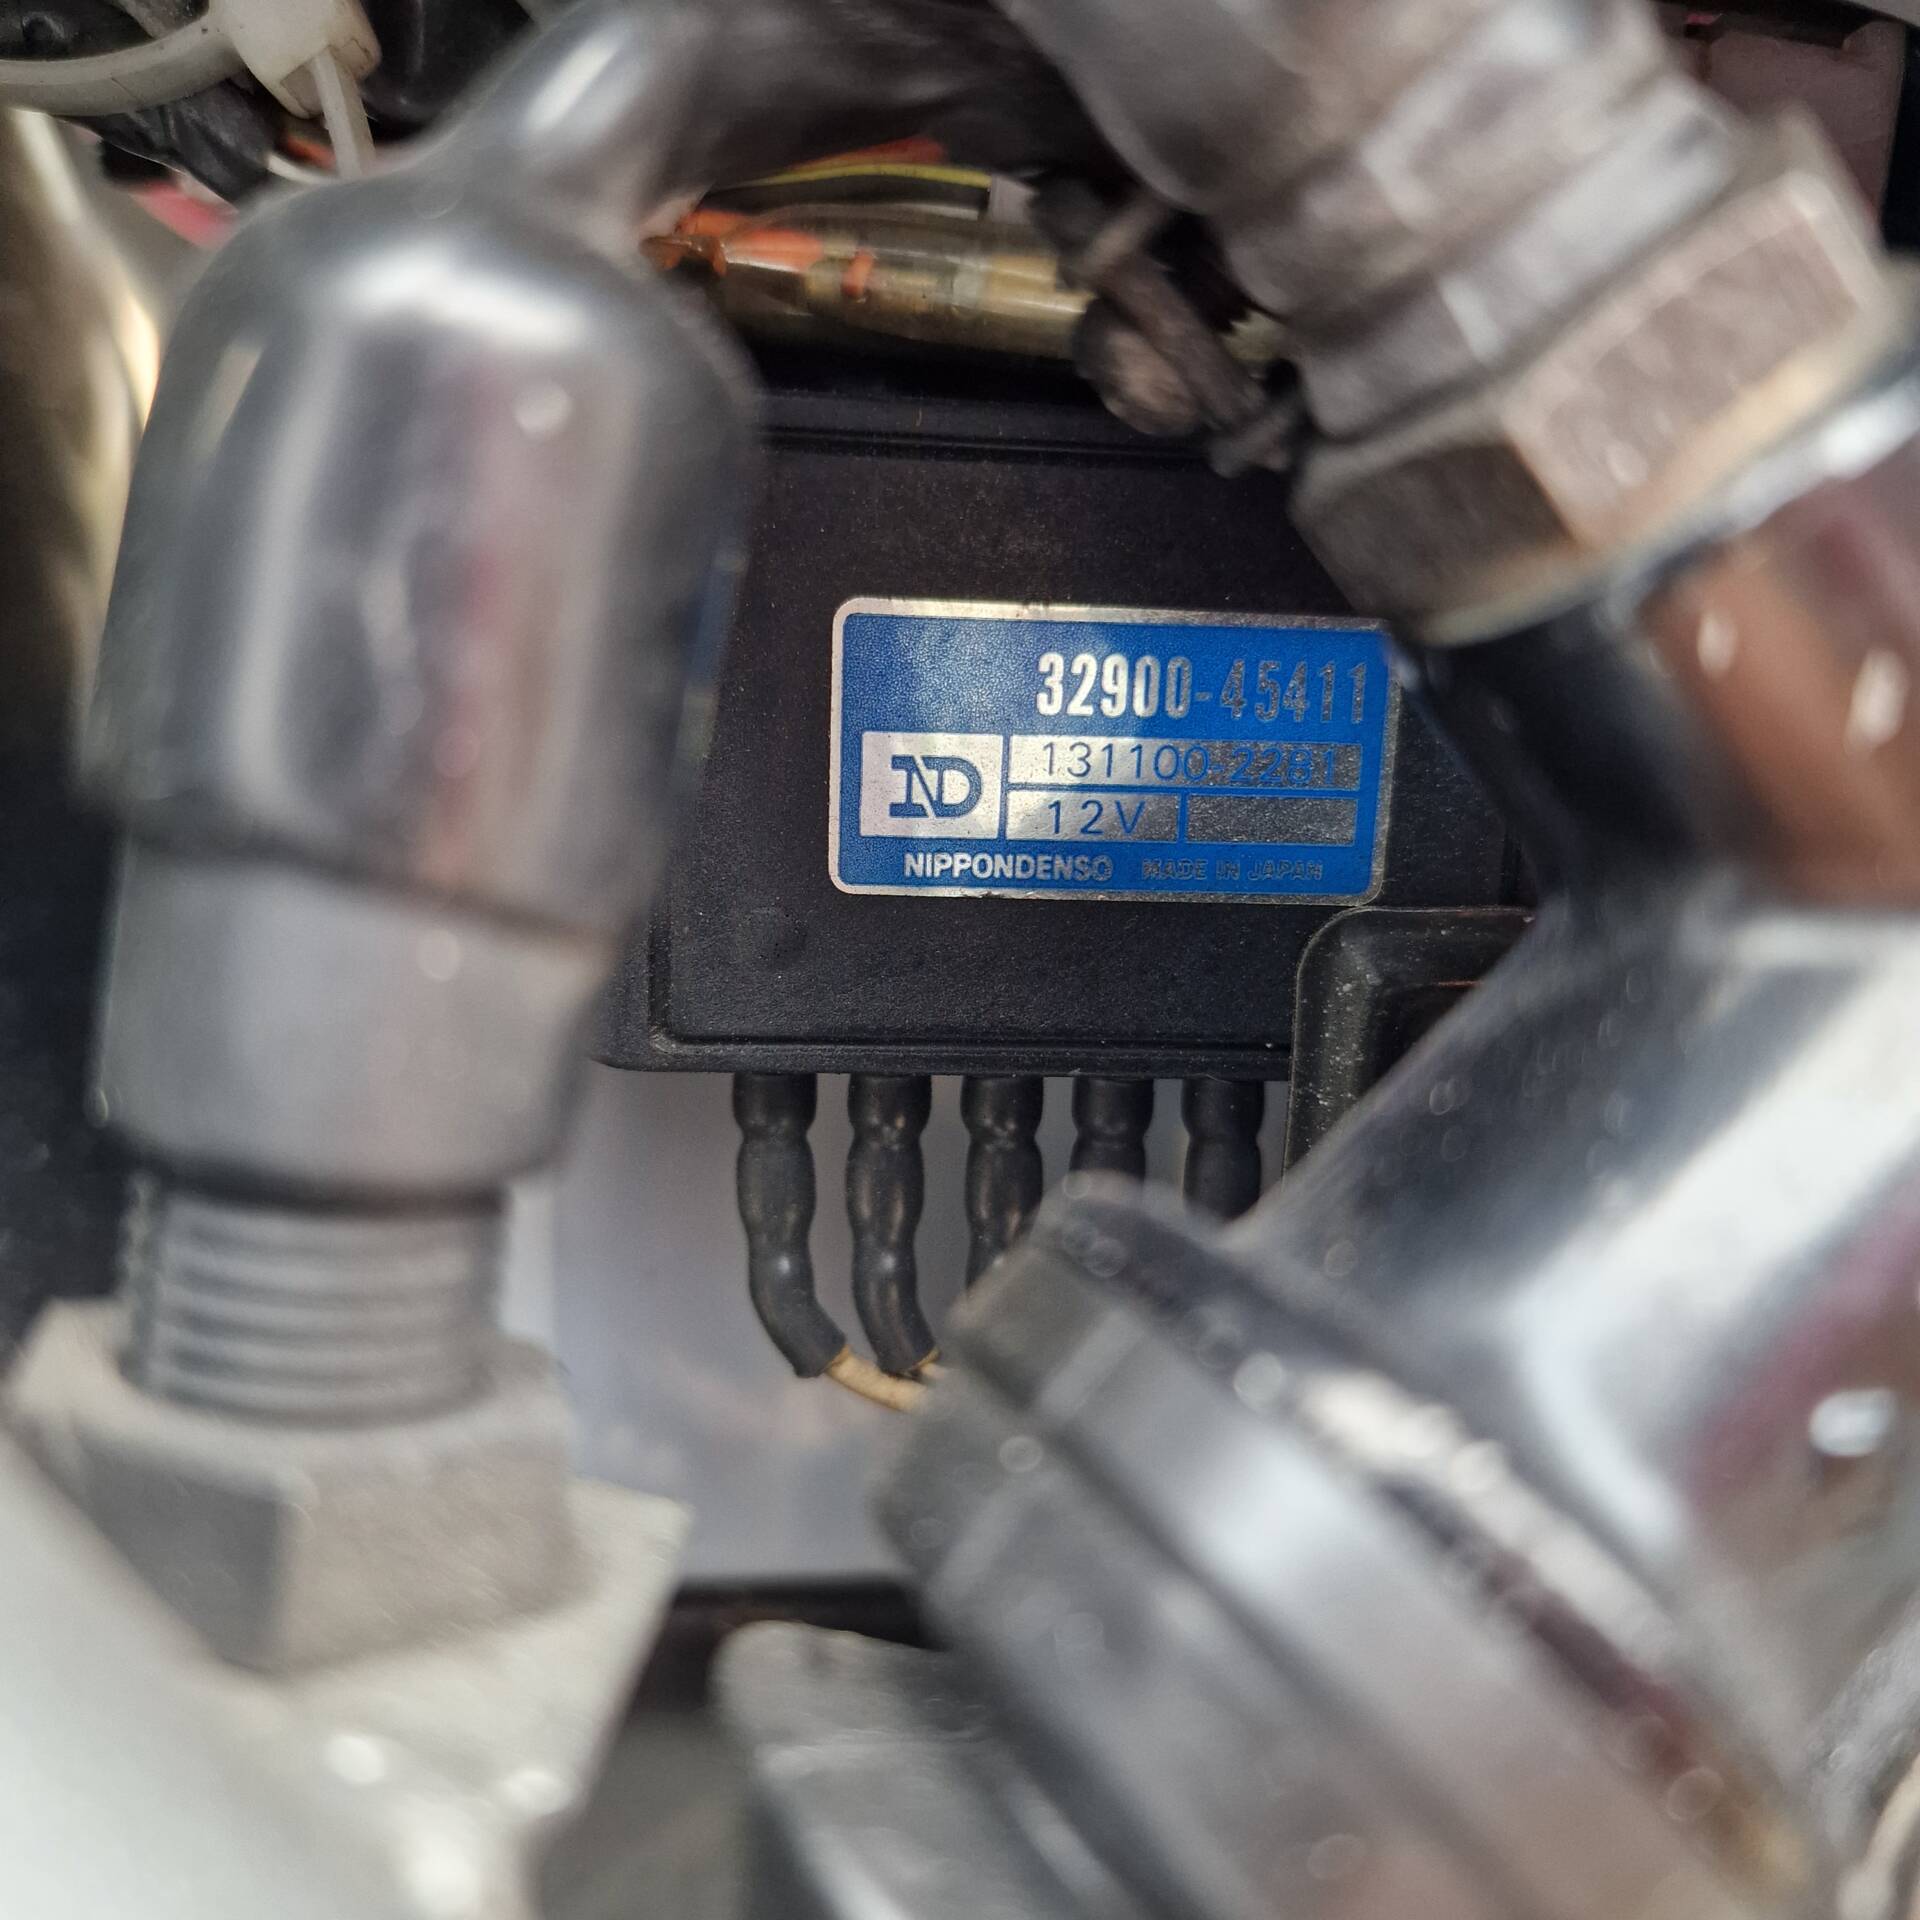 32900-45411
ND
131100-2281
12V
NIPPONDENSO MADE IN JAPAN